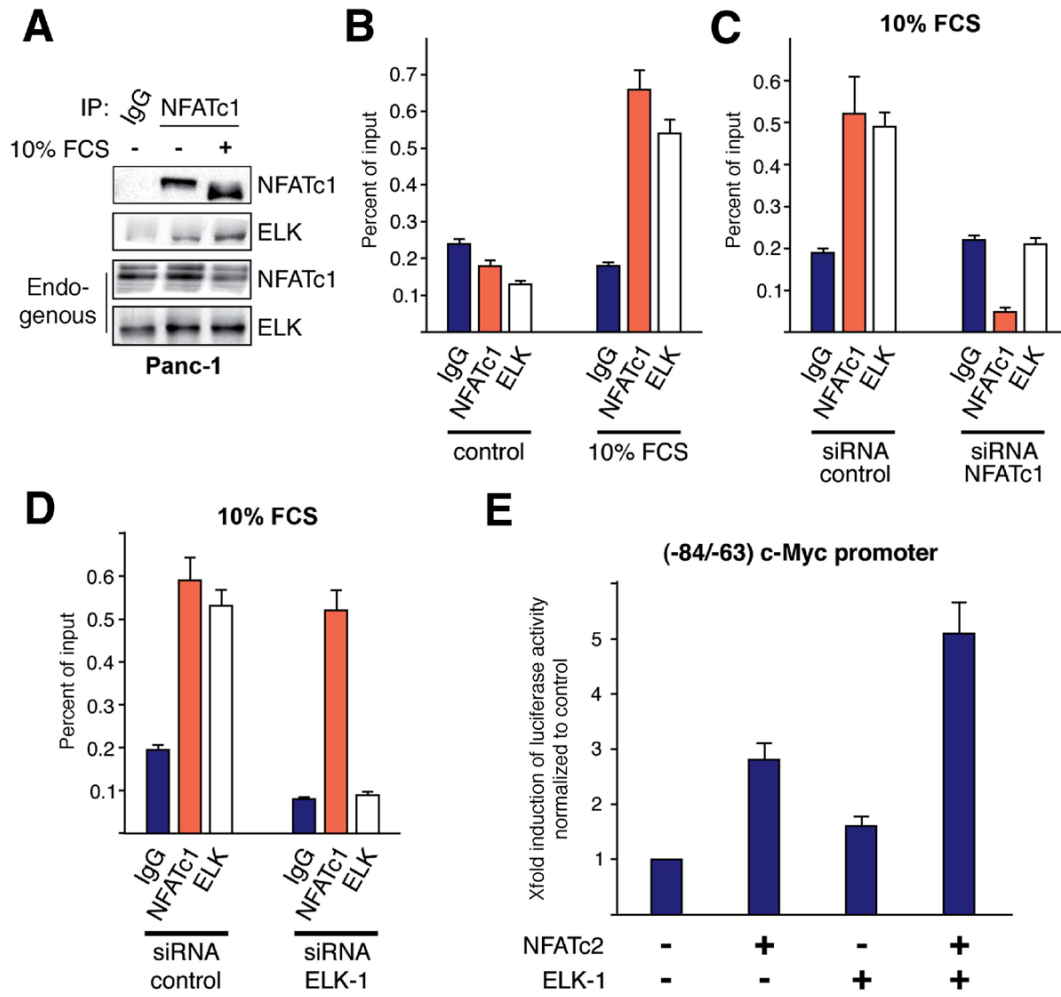 A
IP: IgG NFATc1
10% FCS - - +
NFATc1
ELK
Endo-
genous
NFATc1
ELK
Panc-1
B
Percent of input
0.7
0.6
0.5
0.4
0.3
0.2
0.1
IgG NFATc1 ELK IgG NFATc1 ELK
control 10% FCS
C
10% FCS
Percent of input
0.6
0.5
0.4
0.3
0.2
0.1
IgG NFATc1 ELK IgG NFATc1 ELK
siRNA siRNA
control NFATc1
D
10% FCS
Percent of input
0.6
0.5
0.4
0.3
0.2
0.1
IgG NFATc1 ELK IgG NFATc1 ELK
siRNA siRNA
control ELK-1
E
(-84/-63) c-Myc promoter
Xfold induction of luciferase activity
normalized to control
5
4
3
2
1
NFATc2 - + - +
ELK-1 - - + +